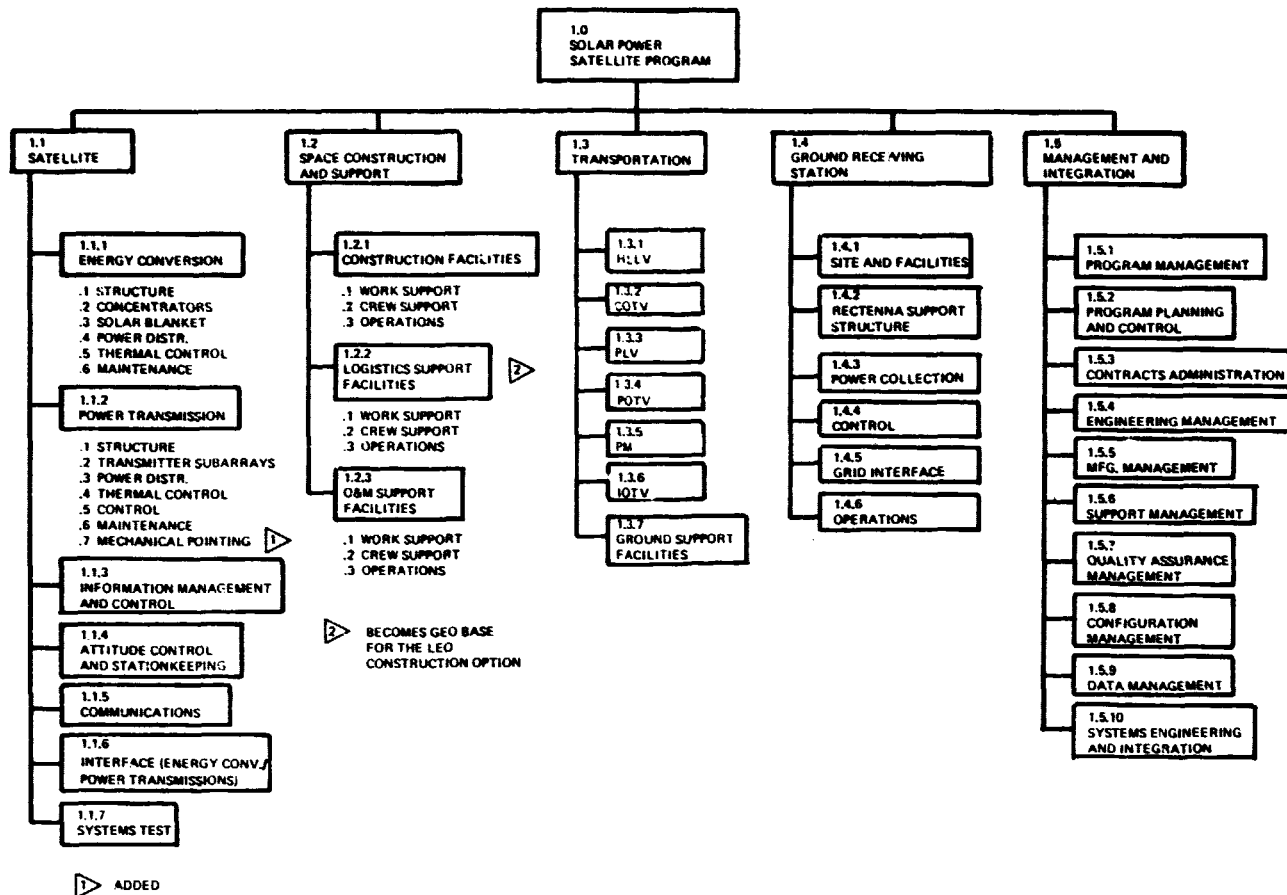 1.0
SOLAR POWER
SATELLITE PROGRAM
1.1
SATELLITE
1.1.1
ENERGY CONVERSION
.1 STRUCTURE
.2 CONCENTRATORS
.3 SOLAR BLANKET
.4 POWER DISTR.
.5 THERMAL CONTROL
.6 MAINTENANCE
1.1.2
POWER TRANSMISSION
.1 STRUCTURE
.2 TRANSMITTER SUBARRAYS
.3 POWER DISTR.
.4 THERMAL CONTROL
.5 CONTROL
.6 MAINTENANCE
.7 MECHANICAL POINTING 1
1.1.3
INFORMATION MANAGEMENT
AND CONTROL
1.1.4
ATTITUDE CONTROL
AND STATIONKEEPING
1.1.5
COMMUNICATIONS
1.1.6
INTERFACE (ENERGY CONV./
POWER TRANSMISSIONS)
1.1.7
SYSTEMS TEST
1 ADDED
1.2
SPACE CONSTRUCTION
AND SUPPORT
1.2.1
CONSTRUCTION FACILITIES
.1 WORK SUPPORT
.2 CREW SUPPORT
.3 OPERATIONS
1.2.2
LOGISTICS SUPPORT
FACILITIES
2
.1 WORK SUPPORT
.2 CREW SUPPORT
.3 OPERATIONS
1.2.3
O&M SUPPORT
FACILITIES
.1 WORK SUPPORT
.2 CREW SUPPORT
.3 OPERATIONS
2 BECOMES GEO BASE
FOR THE LEO
CONSTRUCTION OPTION
1.3
TRANSPORTATION
1.3.1
HLLV
1.3.2
COTV
1.3.3
PLV
1.3.4
POTV
1.3.5
PM
1.3.6
IOTV
1.3.7
GROUND SUPPORT
FACILITIES
1.4
GROUND RECEIVING
STATION
1.4.1
SITE AND FACILITIES
1.4.2
RECTENNA SUPPORT
STRUCTURE
1.4.3
POWER COLLECTION
1.4.4
CONTROL
1.4.5
GRID INTERFACE
1.4.6
OPERATIONS
1.5
MANAGEMENT AND
INTEGRATION
1.5.1
PROGRAM MANAGEMENT
1.5.2
PROGRAM PLANNING
AND CONTROL
1.5.3
CONTRACTS ADMINISTRATION
1.5.4
ENGINEERING MANAGEMENT
1.5.5
MFG. MANAGEMENT
1.5.6
SUPPORT MANAGEMENT
1.5.7
QUALITY ASSURANCE
MANAGEMENT
1.5.8
CONFIGURATION
MANAGEMENT
1.5.9
DATA MANAGEMENT
1.5.10
SYSTEMS ENGINEERING
AND INTEGRATION